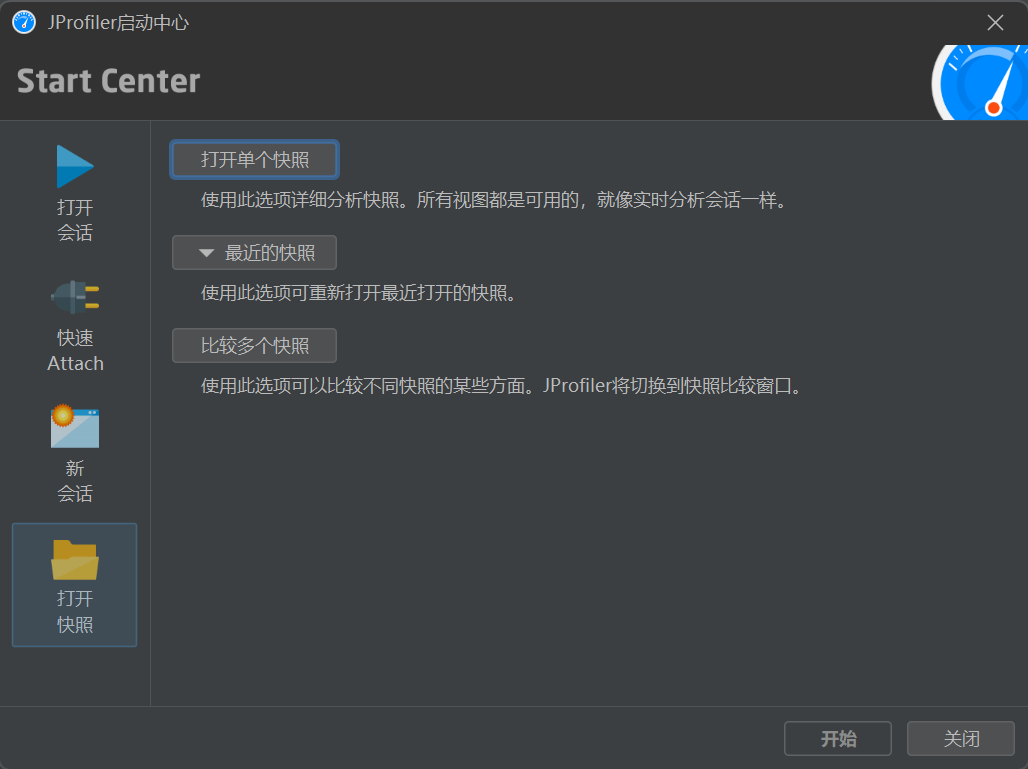 JProfiler启动中心
Start Center
打开
会话
快速
Attach
新
会话
打开
快照
打开单个快照
使用此选项详细分析快照。所有视图都是可用的，就像实时分析会话一样。
最近的快照
使用此选项可重新打开最近打开的快照。
比较多个快照
使用此选项可以比较不同快照的某些方面。JProfiler将切换到快照比较窗口。
开始
关闭